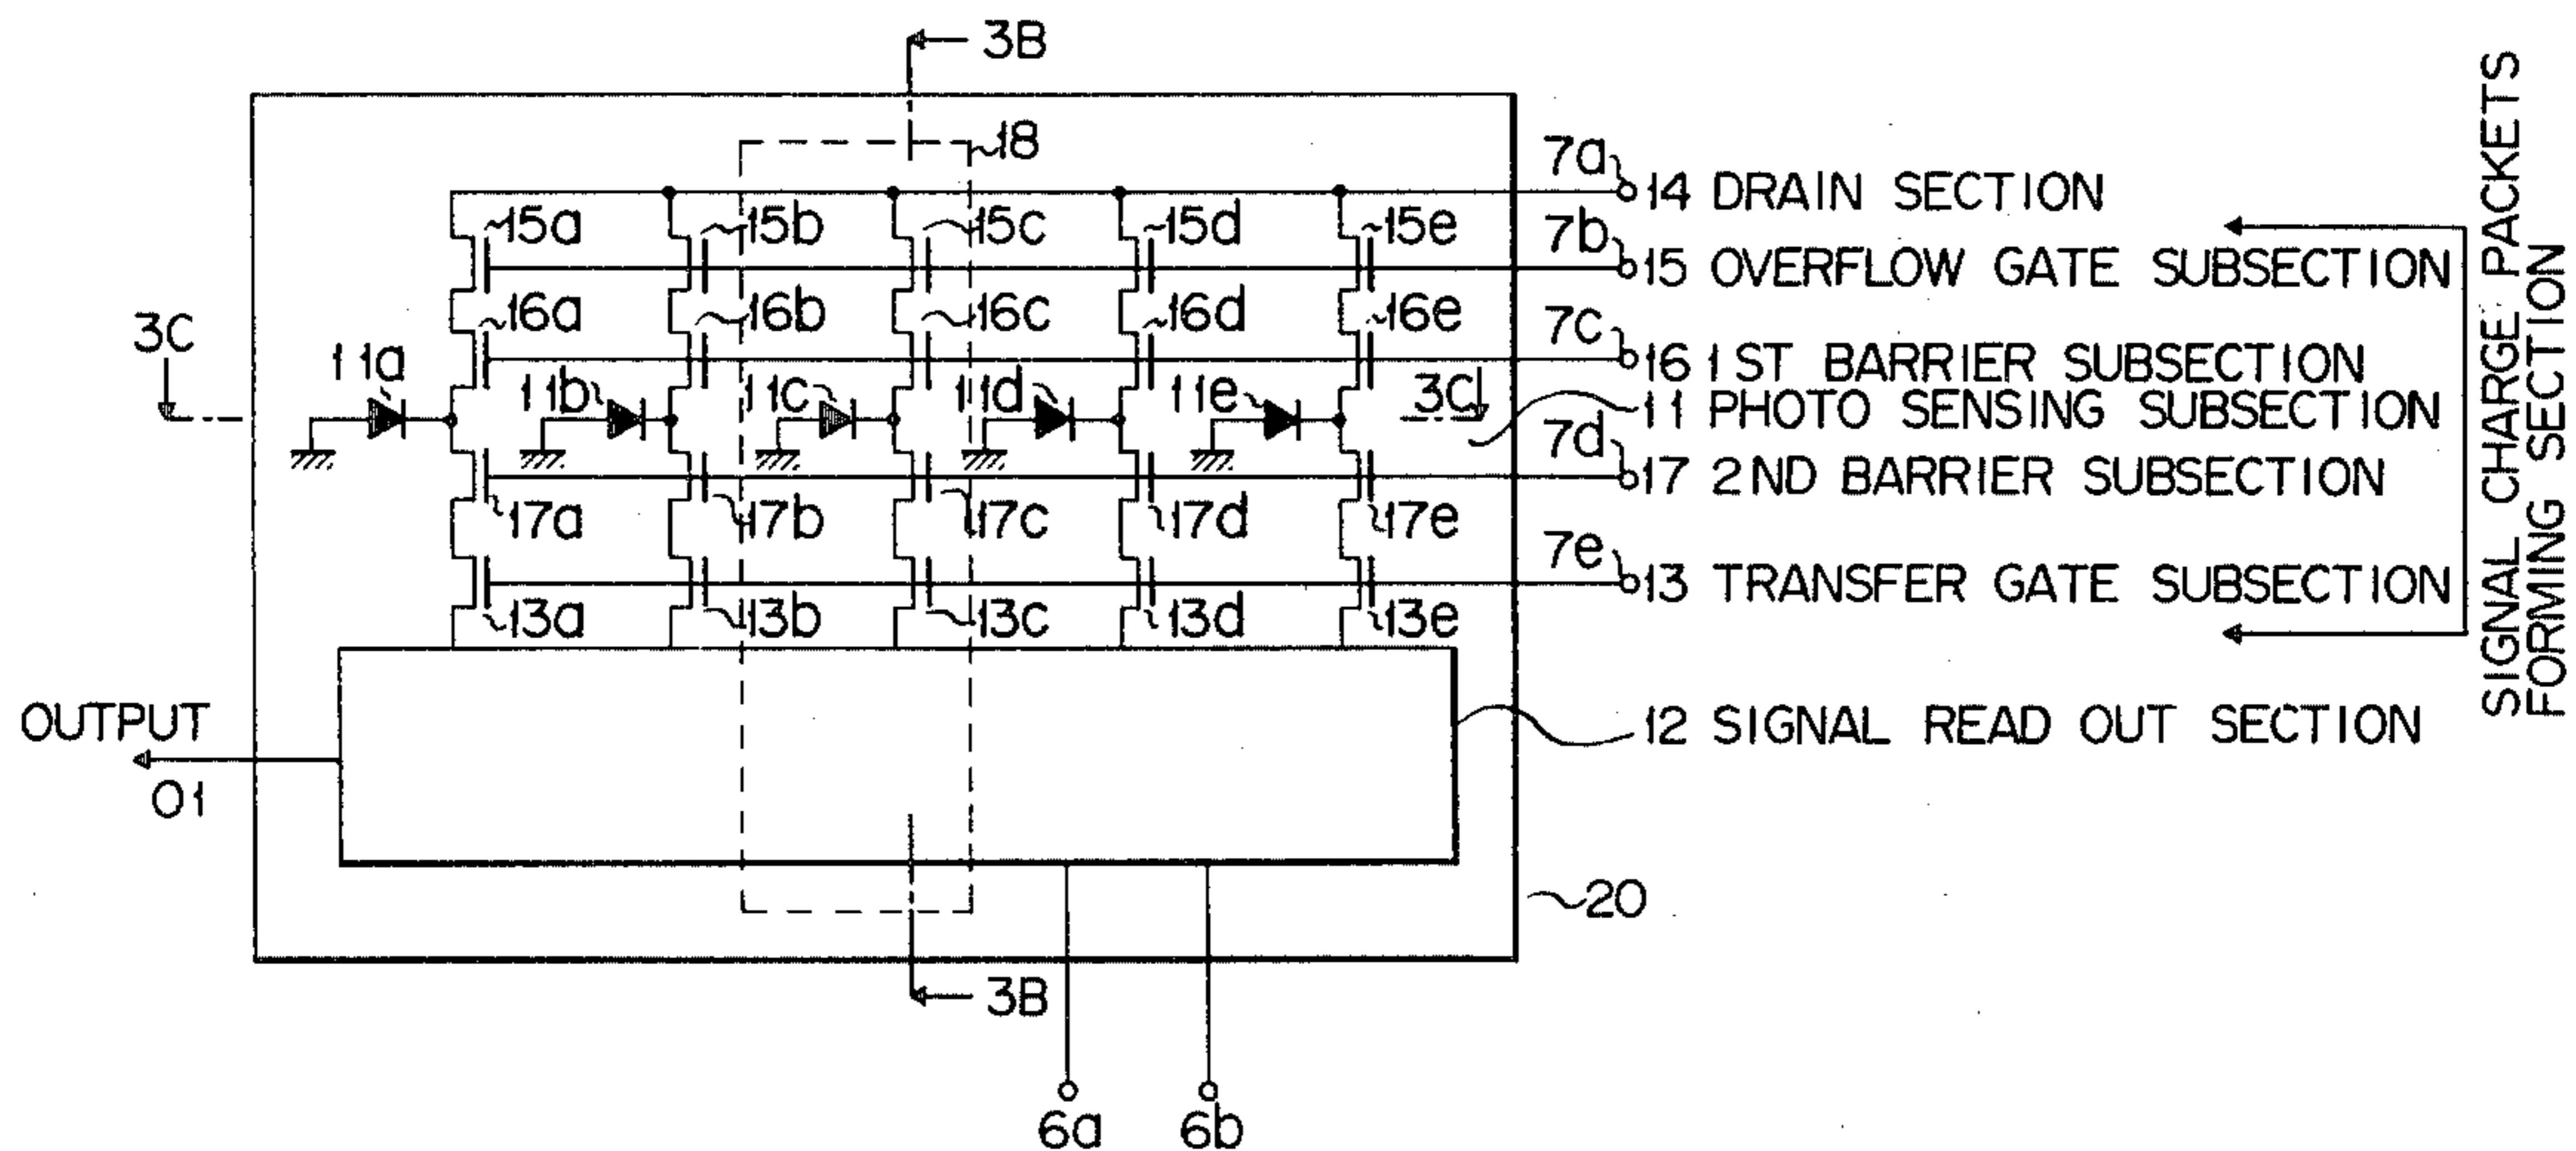 3B
18
7a
14 DRAIN SECTION
15a 15b 15c 15d 15e
7b
15 OVERFLOW GATE SUBSECTION
16a 16b 16c 16d 16e
7c
16 1ST BARRIER SUBSECTION
3C
11a 11b 11c 11d 11e
3C
11 PHOTO SENSING SUBSECTION
7d
17 2ND BARRIER SUBSECTION
17a 17b 17c 17d 17e
7e
13 TRANSFER GATE SUBSECTION
13a 13b 13c 13d 13e
SIGNAL CHARGE PACKETS
FORMING SECTION
12 SIGNAL READ OUT SECTION
OUTPUT
O1
20
3B
6a 6b